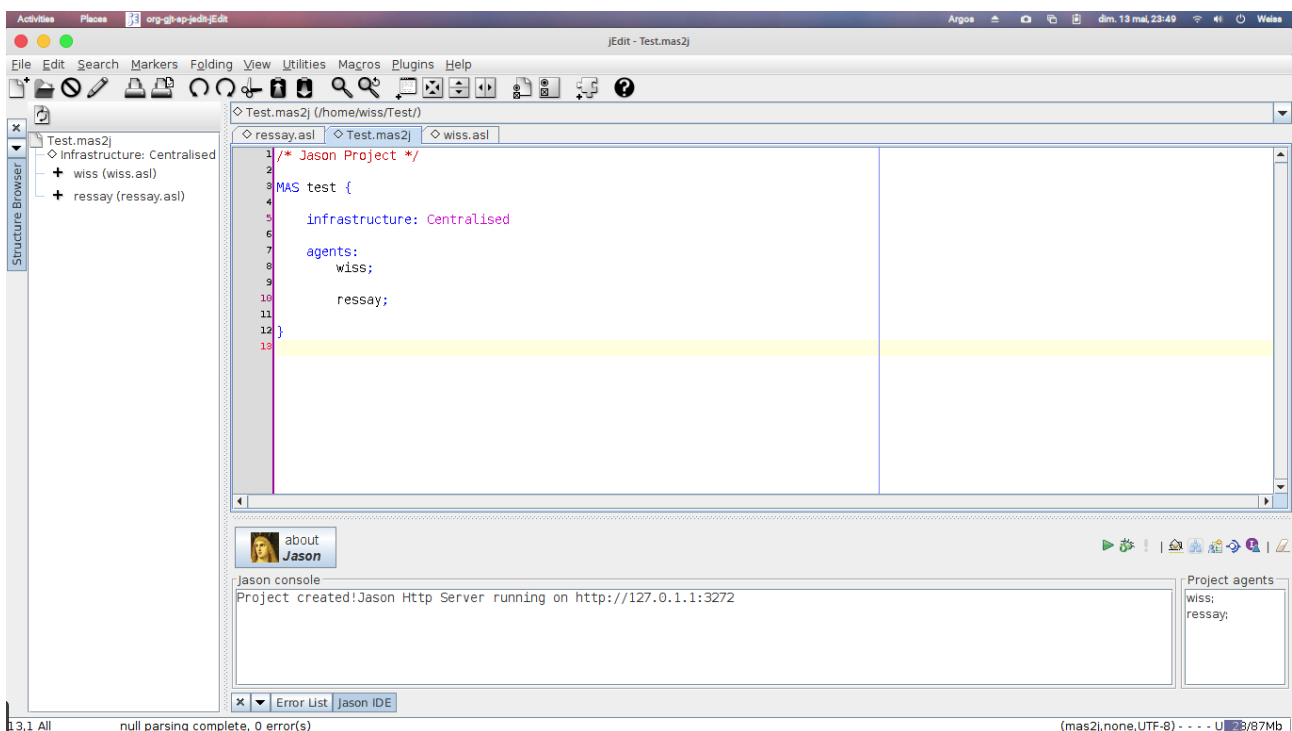 Activities Places org-gjt-sp-jedit-jEdit Argos dim. 13 mai, 23:49 Weiss
jEdit - Test.mas2j
File Edit Search Markers Folding View Utilities Macros Plugins Help
Test.mas2j (/home/wiss/Test/)
ressay.asl Test.mas2j wiss.asl
Structure Browser
Test.mas2j
Infrastructure: Centralised
wiss (wiss.asl)
ressay (ressay.asl)
1 /* Jason Project */
2
3 MAS test {
4
5 infrastructure: Centralised
6
7 agents:
8 wiss;
9
10 ressay;
11
12 }
13
about
Jason
Jason console
Project created!Jason Http Server running on http://127.0.1.1:3272
Project agents
wiss;
ressay;
Error List Jason IDE
13,1 All null parsing complete, 0 error(s) (mas2j,none,UTF-8) - - - - U 28/87Mb